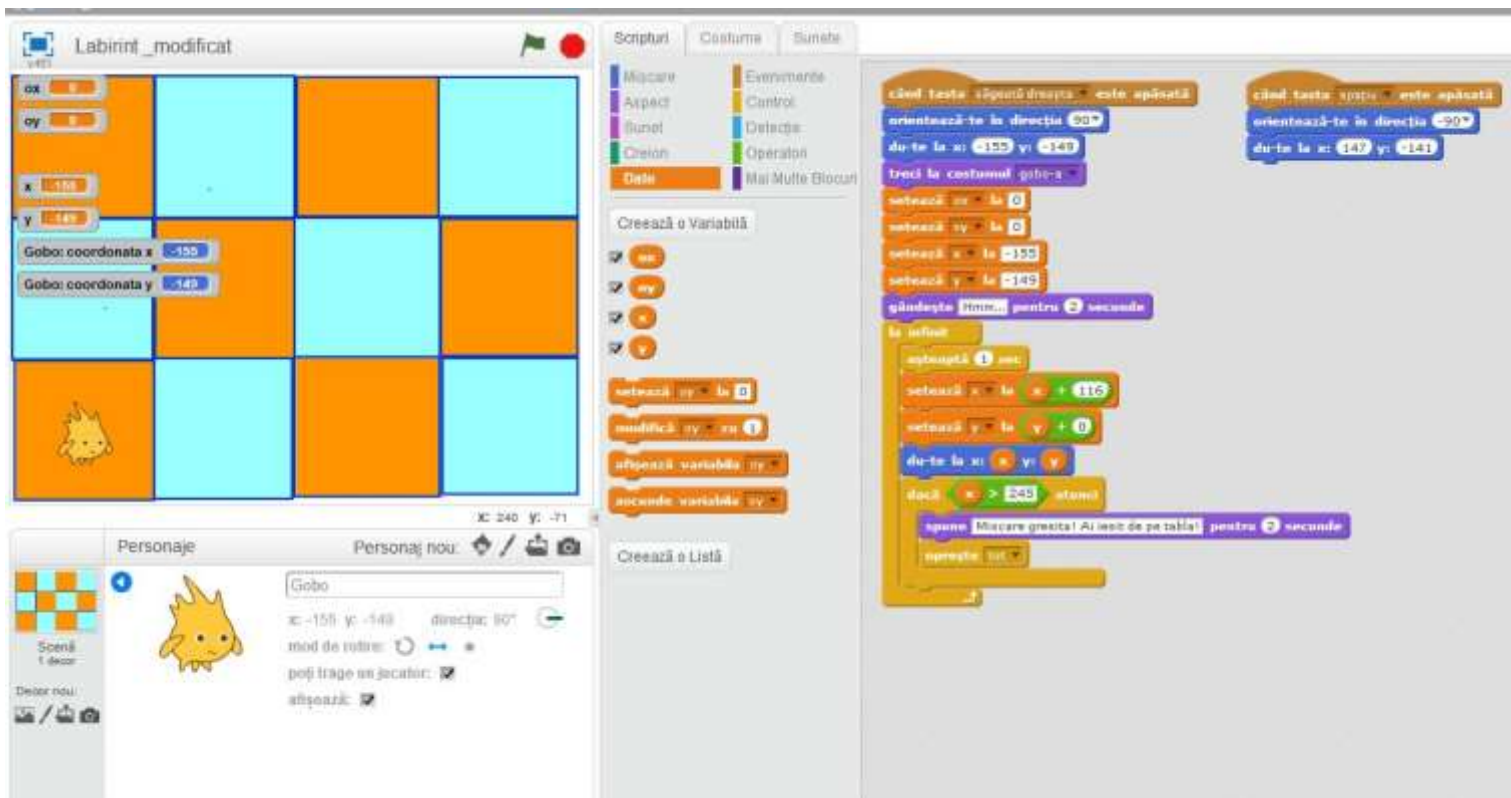 Labirint _modificat
v461
ox 0
oy 0
x -155
y -149
Gobo: coordonata x -155
Gobo: coordonata y -149
x: 240 y: -71
Personaje
Personaj nou:
Scenă
1 decor
Decor nou:
Gobo
x: -155 y: -149 direcția: 90°
mod de rotire:
poți trage un jucator:
afișează:
Scripturi
Costume
Sunete
Miscare
Evenimente
Aspect
Control
Sunet
Detecție
Creion
Operatori
Date
Mai Multe Blocuri
Creează o Variabilă
ox
oy
x
y
setează oy la 0
modifică oy cu 1
afișează variabila oy
ascunde variabila oy
Creează o Listă
când tasta săgeată dreapta este apăsată
orientează-te în direcția 90
du-te la x: -155 y: -149
treci la costumul gobo-a
setează ox la 0
setează oy la 0
setează x la -155
setează y la -149
gândește Hmm... pentru 2 secunde
la infinit
așteaptă 1 sec
setează x la x + 116
setează y la y + 0
du-te la x: x y: y
dacă x > 245 atunci
spune Miscare gresita! Ai iesit de pe tabla! pentru 2 secunde
oprește tot
când tasta spațiu este apăsată
orientează-te în direcția -90
du-te la x: 147 y: -141